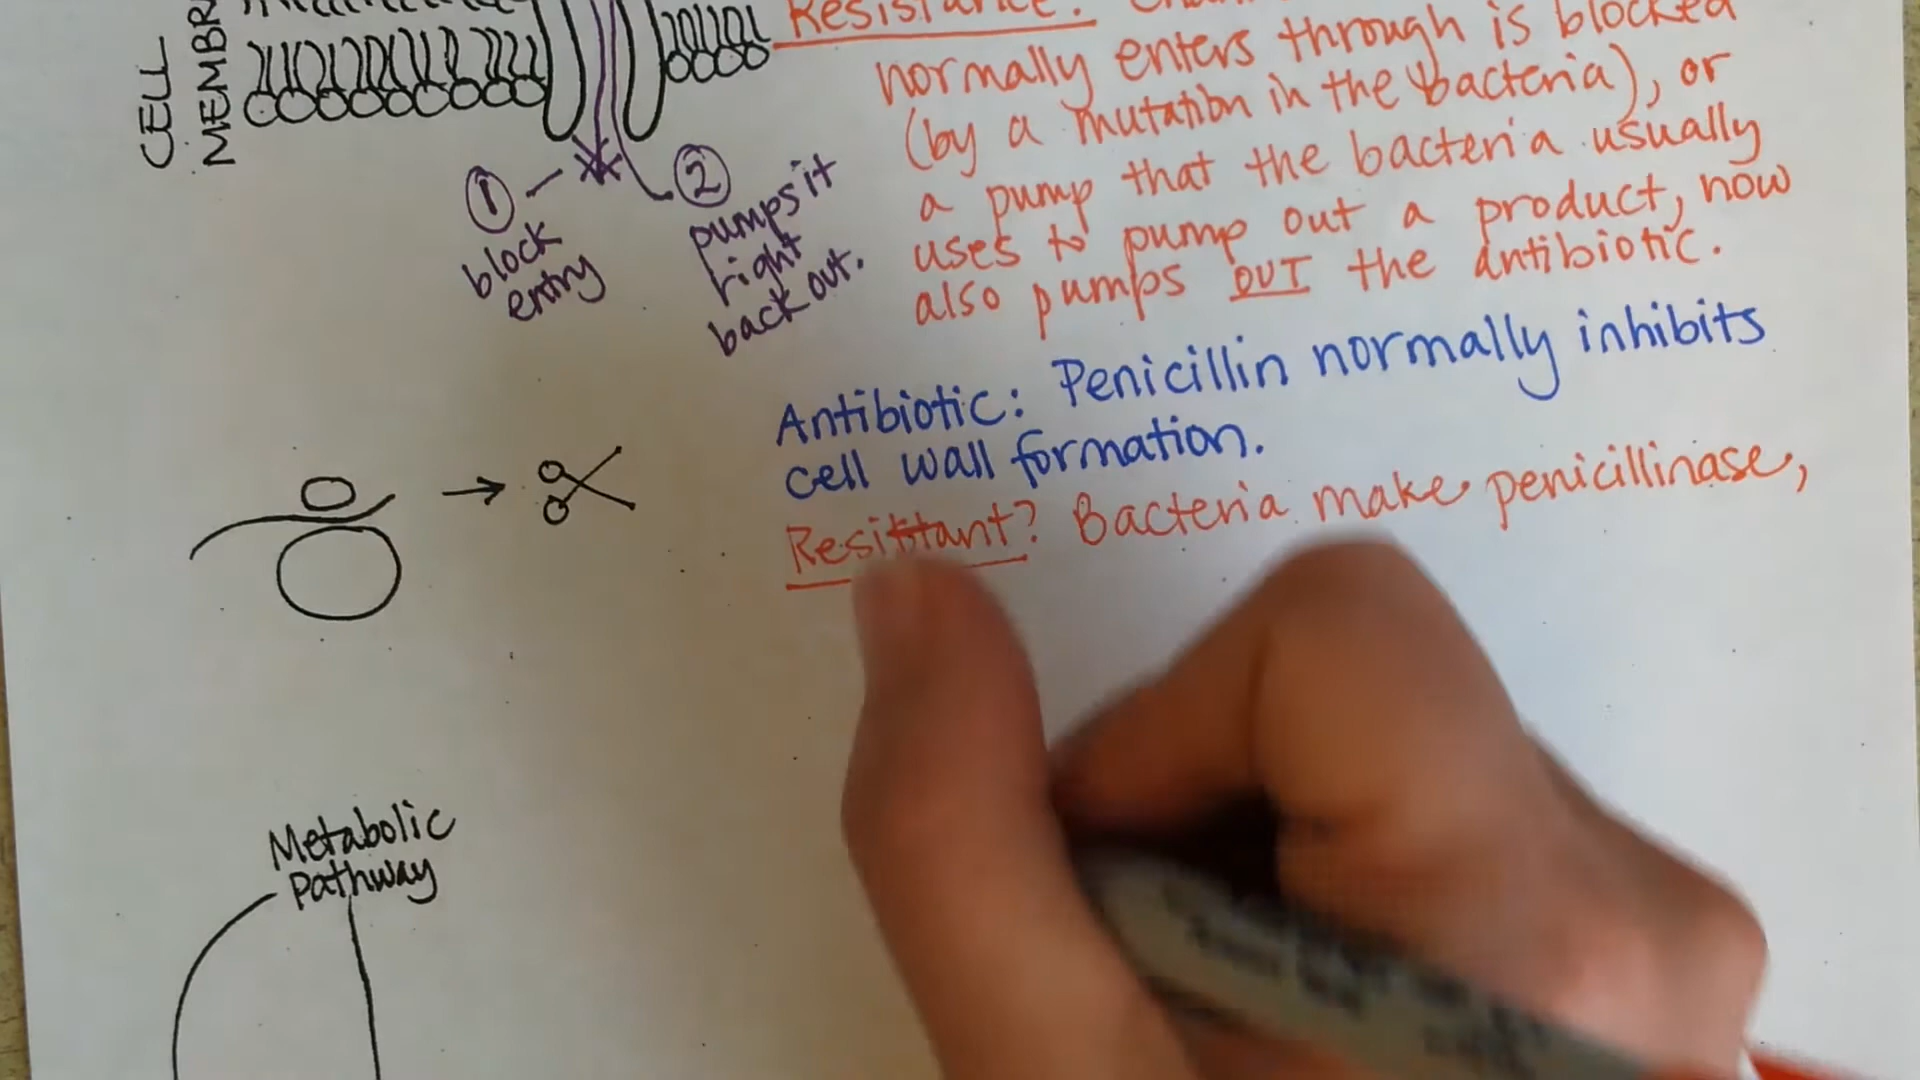 CELL
MEMBR
Resistance:
normally enters through is blocked
(by a mutation in the bacteria), or
a pump that the bacteria usually
uses to pump out a product, now
also pumps OUT the antibiotic.
① block
entry
② pumps it
right
back out.
Antibiotic: Penicillin normally inhibits
cell wall formation.
Resistant? Bacteria make penicillinase,
Metabolic
Pathway